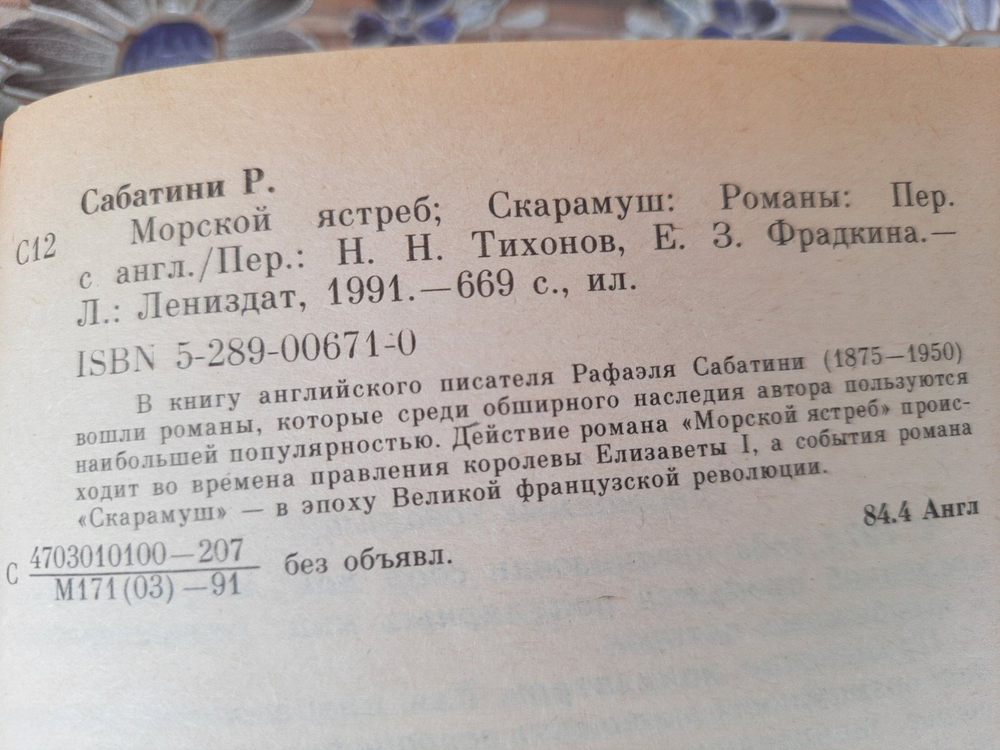 Сабатини Р.
С12 Морской ястреб; Скарамуш: Романы: Пер.
с англ./Пер.: Н. Н. Тихонов, Е. З. Фрадкина.—
Л.: Лениздат, 1991.—669 с., ил.
ISBN 5-289-00671-0
В книгу английского писателя Рафаэля Сабатини (1875—1950)
вошли романы, которые среди обширного наследия автора пользуются
наибольшей популярностью. Действие романа «Морской ястреб» проис-
ходит во времена правления королевы Елизаветы I, а события романа
«Скарамуш» — в эпоху Великой французской революции.
84.4 Англ
С 4703010100—207
М171(03)—91 без объявл.